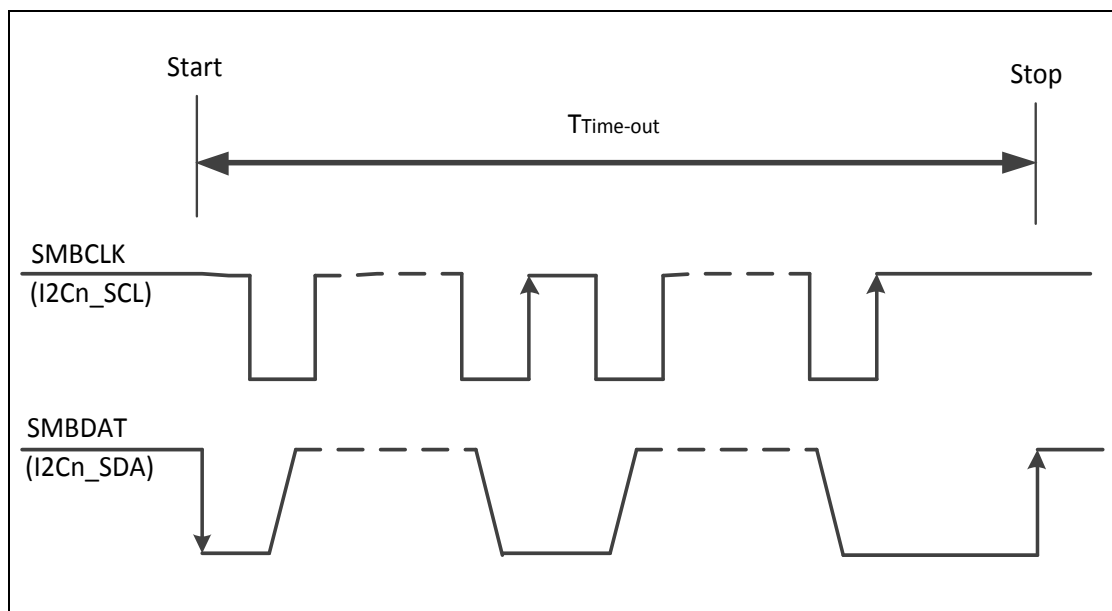 Start
Stop
TTime-out
SMBCLK
(I2Cn_SCL)
SMBDAT
(I2Cn_SDA)